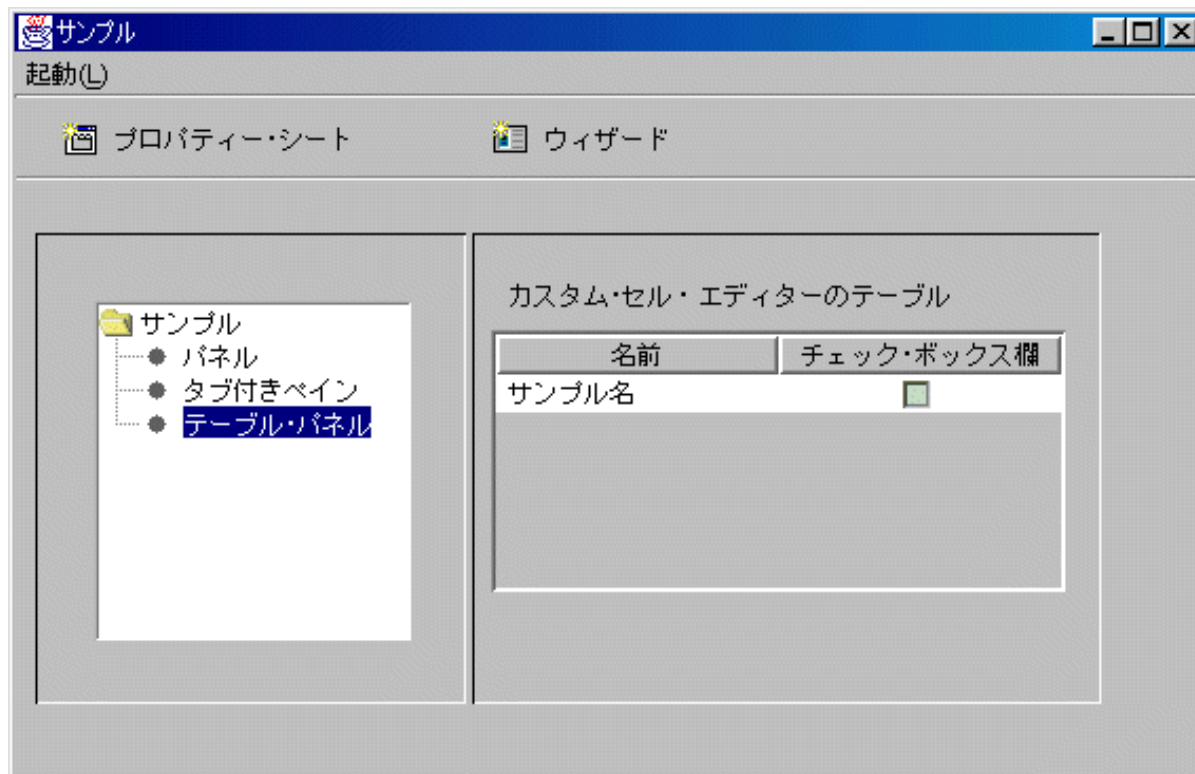 サンプル
起動(L)
プロパティー・シート ウィザード
カスタム・セル・エディターのテーブル
サンプル
パネル
タブ付きペイン
テーブル・パネル
名前 チェック・ボックス欄
サンプル名